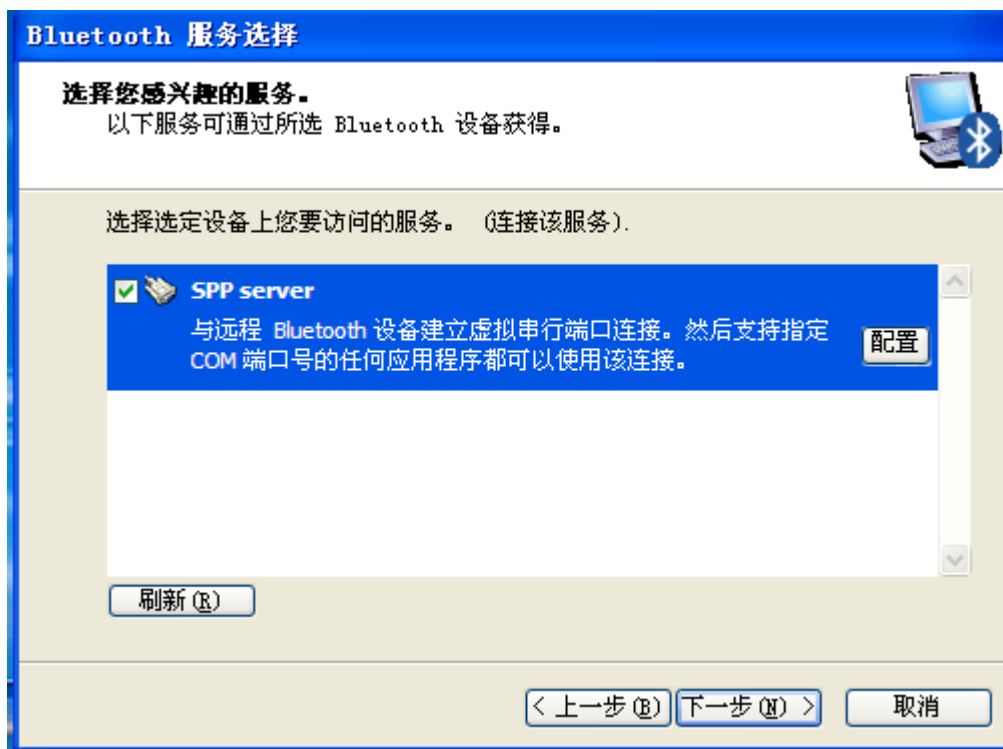 Bluetooth 服务选择
选择您感兴趣的服务。
以下服务可通过所选 Bluetooth 设备获得。
选择选定设备上您要访问的服务。 (连接该服务).
SPP server
与远程 Bluetooth 设备建立虚拟串行端口连接。然后支持指定
COM 端口号的任何应用程序都可以使用该连接。
配置
刷新(R)
< 上一步(B) 下一步(N) > 取消